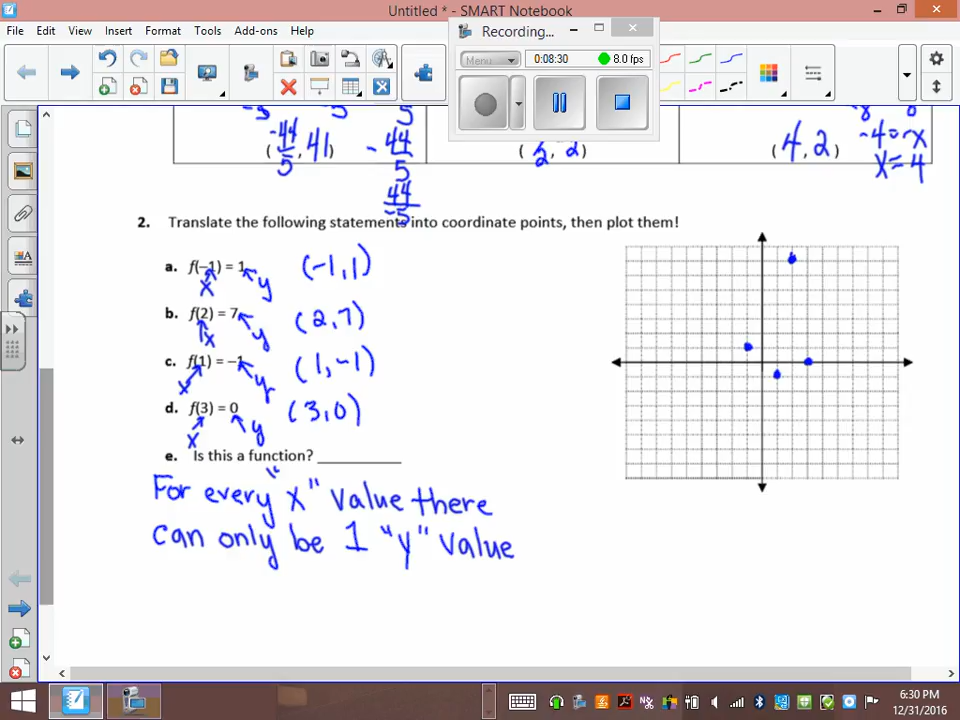 Untitled * - SMART Notebook
File Edit View Insert Format Tools Add-ons Help
Recording...
Menu 0:08:30 8.0 fps
(-44/5, 41)
-44
5
44
-5
(4, 2)
-4 = -x
x = 4
2. Translate the following statements into coordinate points, then plot them!
a. f(−1) = 1 (-1, 1)
x y
b. f(2) = 7 (2, 7)
x y
c. f(1) = −1 (1, -1)
x y
d. f(3) = 0 (3, 0)
x y
e. Is this a function? __________
For every "x" value there
can only be 1 "y" value
6:30 PM
12/31/2016